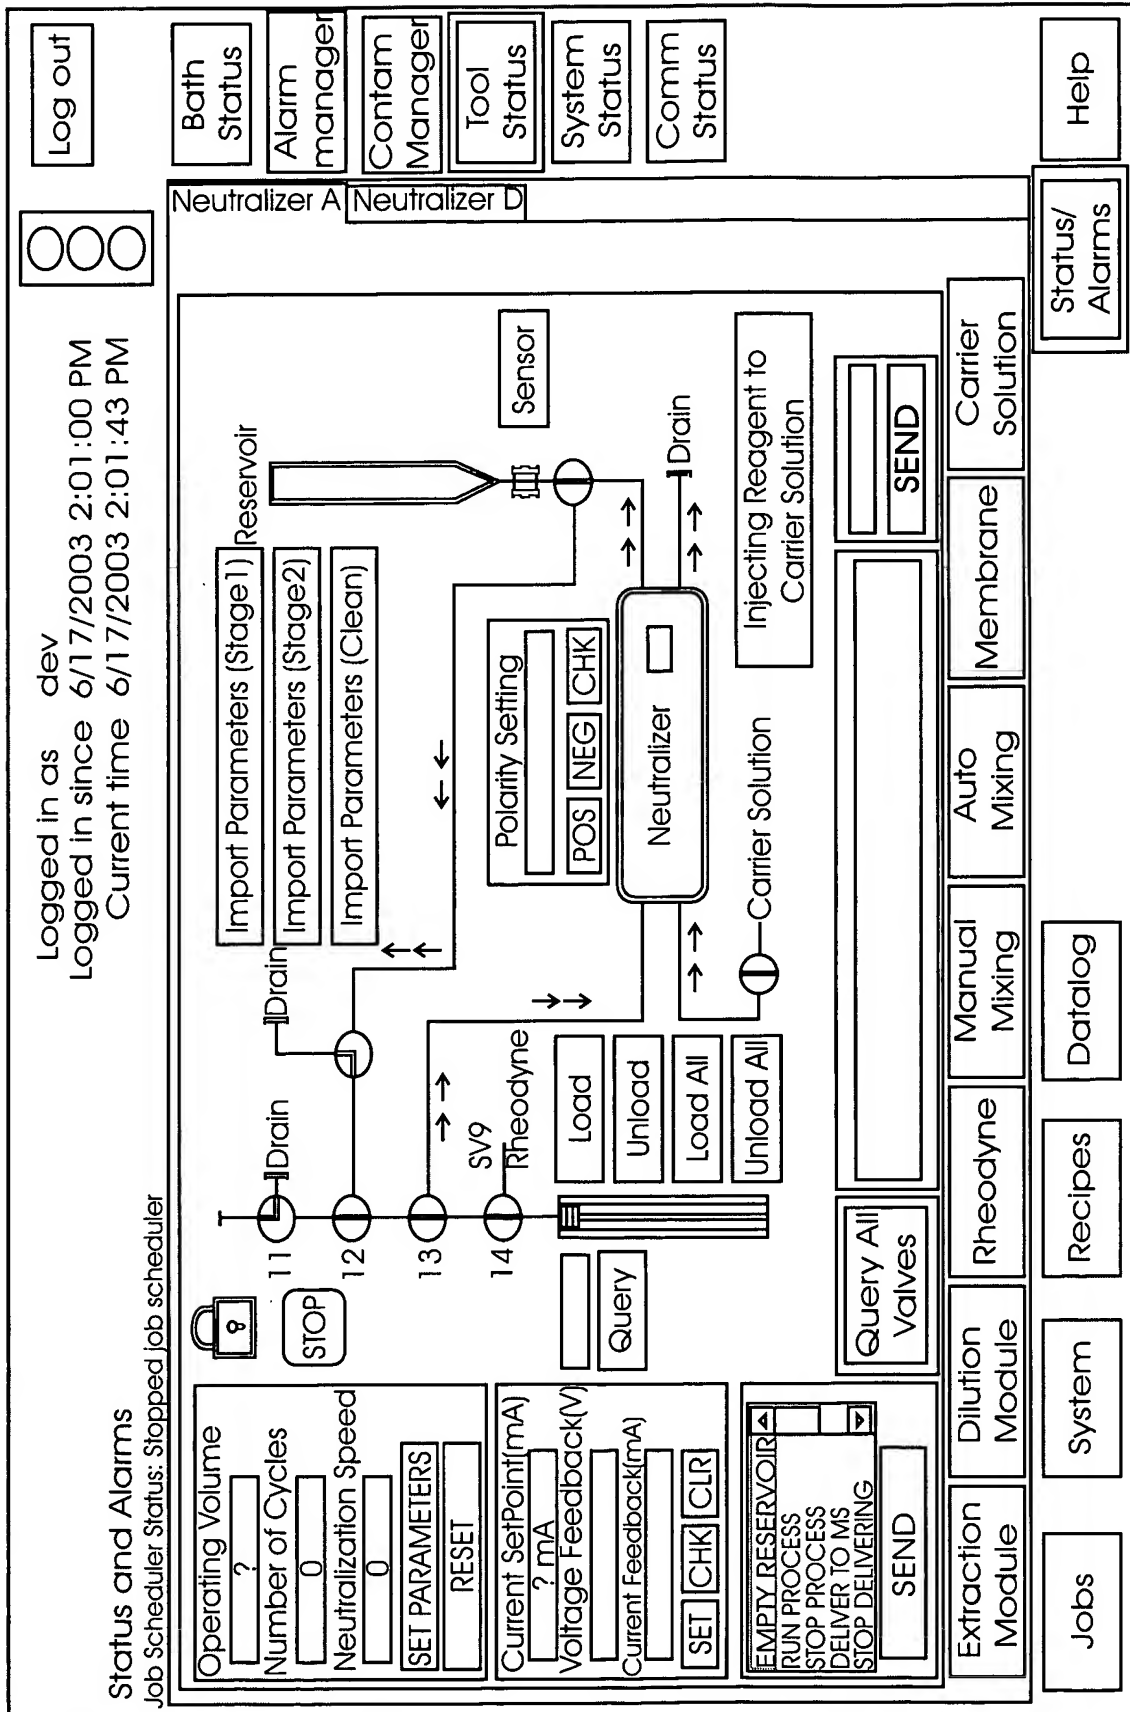 Status and Alarms
Job Scheduler Status: Stopped job scheduler
Logged in as dev
Logged in since 6/17/2003 2:01:00 PM
Current time 6/17/2003 2:01:43 PM
Log out
Neutralizer A
Neutralizer D
Bath
Status
Alarm
manager
Contam
Manager
Tool
Status
System
Status
Comm
Status
Operating Volume
?
Number of Cycles
0
Neutralization Speed
0
SET PARAMETERS
RESET
Current SetPoint(mA)
? mA
Voltage Feedback(V)
Current Feedback(mA)
SET
CHK
CLR
EMPTY RESERVOIR
RUN PROCESS
STOP PROCESS
DELIVER TO MS
STOP DELIVERING
SEND
STOP
11
Drain
12
Drain
13
14
SV9
Rheodyne
Query
Load
Unload
Load All
Unload All
Import Parameters (Stage1)
Import Parameters (Stage2)
Import Parameters (Clean)
Reservoir
Sensor
Polarity Setting
POS
NEG
CHK
Neutralizer
Drain
Carrier Solution
Injecting Reagent to
Carrier Solution
Query All
Valves
SEND
Extraction
Module
Dilution
Module
Rheodyne
Manual
Mixing
Auto
Mixing
Membrane
Carrier
Solution
Jobs
System
Recipes
Datalog
Status/
Alarms
Help